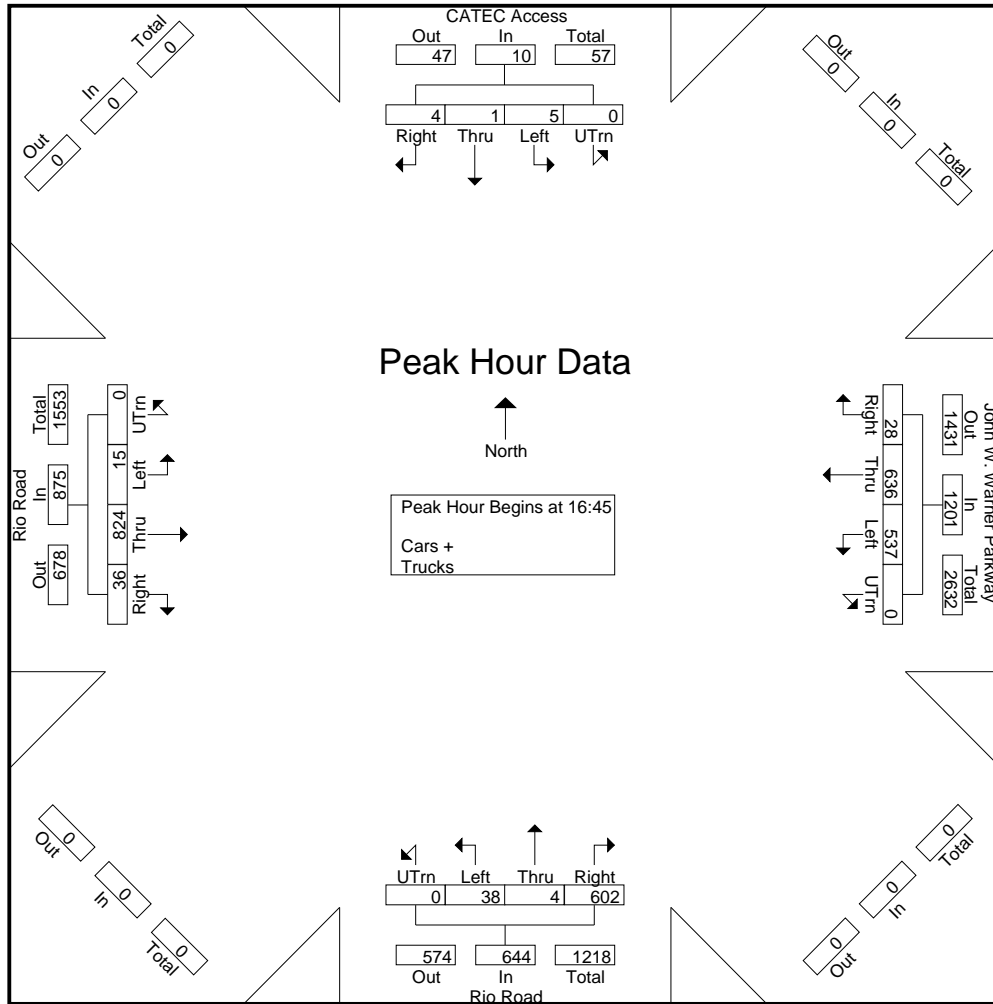 CATEC Access
Out In Total
47 10 57
4 1 5 0
Right Thru Left UTrn
Total
0
In
0
Out
0
Out
0
In
0
Total
0
Peak Hour Data
North
Peak Hour Begins at 16:45
Cars +
Trucks
Rio Road
Out In Total
678 875 1553
36 824 15 0
Right Thru Left UTrn
John W. Warner Parkway
Out In Total
1431 1201 2632
28 636 537 0
Right Thru Left UTrn
0
Out
0
In
0
Total
0
Total
0
In
0
Out
UTrn Left Thru Right
0 38 4 602
574 644 1218
Out In Total
Rio Road